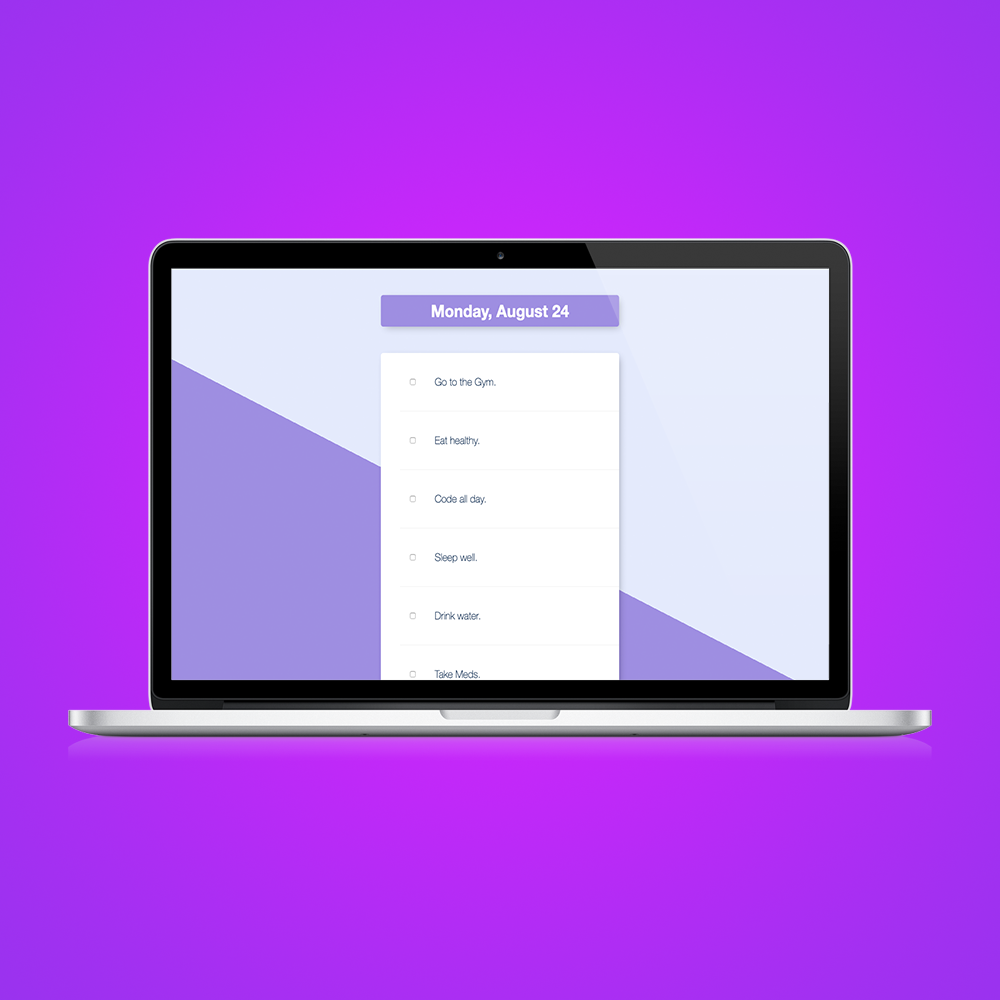 Monday, August 24
Go to the Gym.
Eat healthy.
Code all day.
Sleep well.
Drink water.
Take Meds.